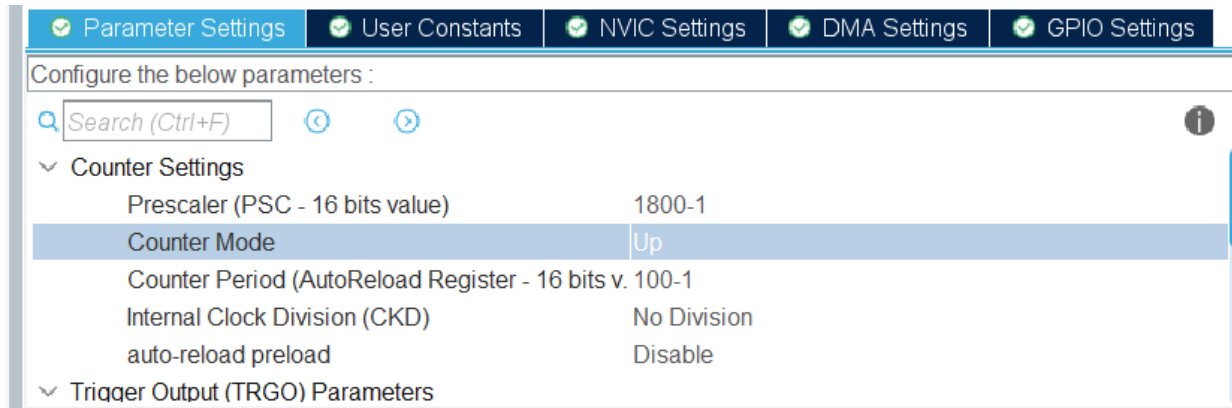 Parameter Settings User Constants NVIC Settings DMA Settings GPIO Settings
Configure the below parameters :
Search (Ctrl+F)
Counter Settings
Prescaler (PSC - 16 bits value) 1800-1
Counter Mode Up
Counter Period (AutoReload Register - 16 bits v. 100-1
Internal Clock Division (CKD) No Division
auto-reload preload Disable
Trigger Output (TRGO) Parameters